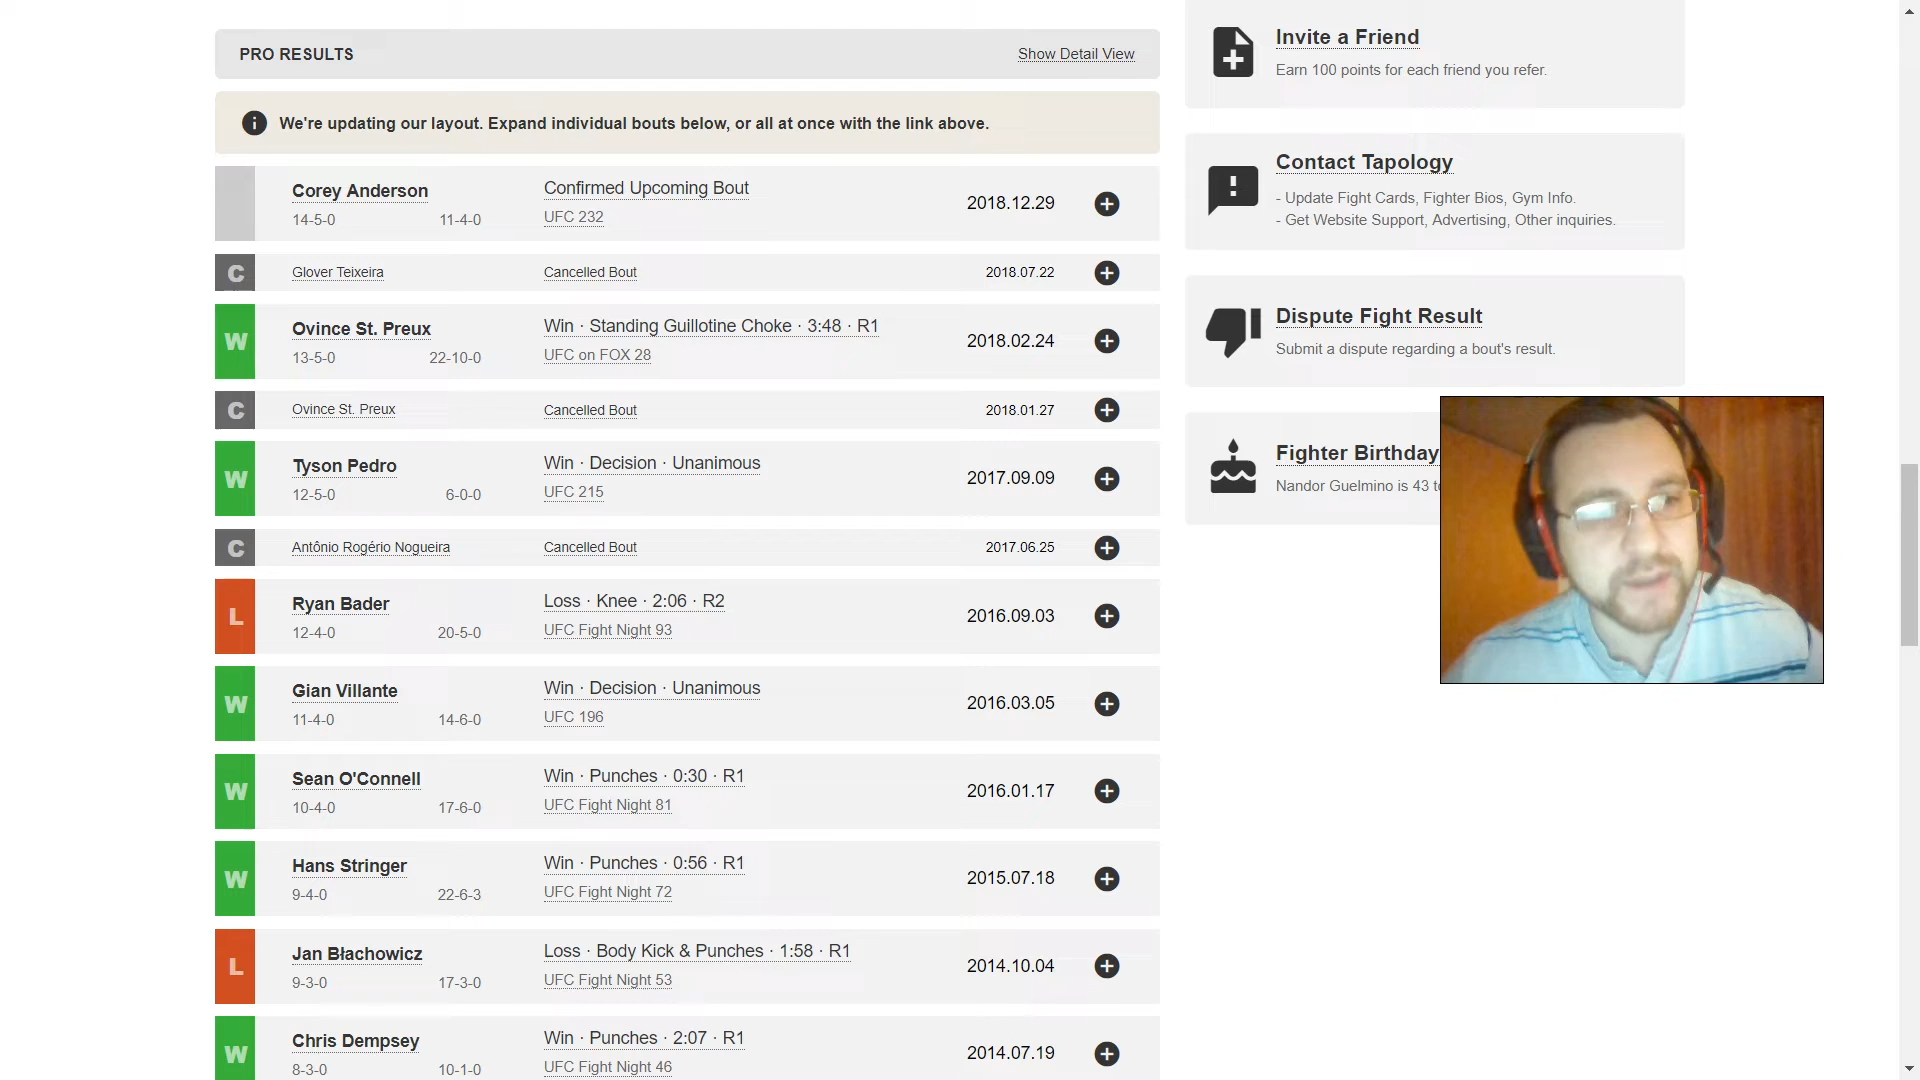 PRO RESULTS
Show Detail View
We're updating our layout. Expand individual bouts below, or all at once with the link above.
Corey Anderson
Confirmed Upcoming Bout
2018.12.29
14-5-0
11-4-0
UFC 232
C
Glover Teixeira
Cancelled Bout
2018.07.22
W
Ovince St. Preux
Win · Standing Guillotine Choke · 3:48 · R1
2018.02.24
13-5-0
22-10-0
UFC on FOX 28
C
Ovince St. Preux
Cancelled Bout
2018.01.27
W
Tyson Pedro
Win · Decision · Unanimous
2017.09.09
12-5-0
6-0-0
UFC 215
C
Antônio Rogério Nogueira
Cancelled Bout
2017.06.25
L
Ryan Bader
Loss · Knee · 2:06 · R2
2016.09.03
12-4-0
20-5-0
UFC Fight Night 93
W
Gian Villante
Win · Decision · Unanimous
2016.03.05
11-4-0
14-6-0
UFC 196
W
Sean O'Connell
Win · Punches · 0:30 · R1
2016.01.17
10-4-0
17-6-0
UFC Fight Night 81
W
Hans Stringer
Win · Punches · 0:56 · R1
2015.07.18
9-4-0
22-6-3
UFC Fight Night 72
L
Jan Błachowicz
Loss · Body Kick & Punches · 1:58 · R1
2014.10.04
9-3-0
17-3-0
UFC Fight Night 53
W
Chris Dempsey
Win · Punches · 2:07 · R1
2014.07.19
8-3-0
10-1-0
UFC Fight Night 46
Invite a Friend
Earn 100 points for each friend you refer.
Contact Tapology
- Update Fight Cards, Fighter Bios, Gym Info.
- Get Website Support, Advertising, Other inquiries.
Dispute Fight Result
Submit a dispute regarding a bout's result.
Fighter Birthday
Nandor Guelmino is 43